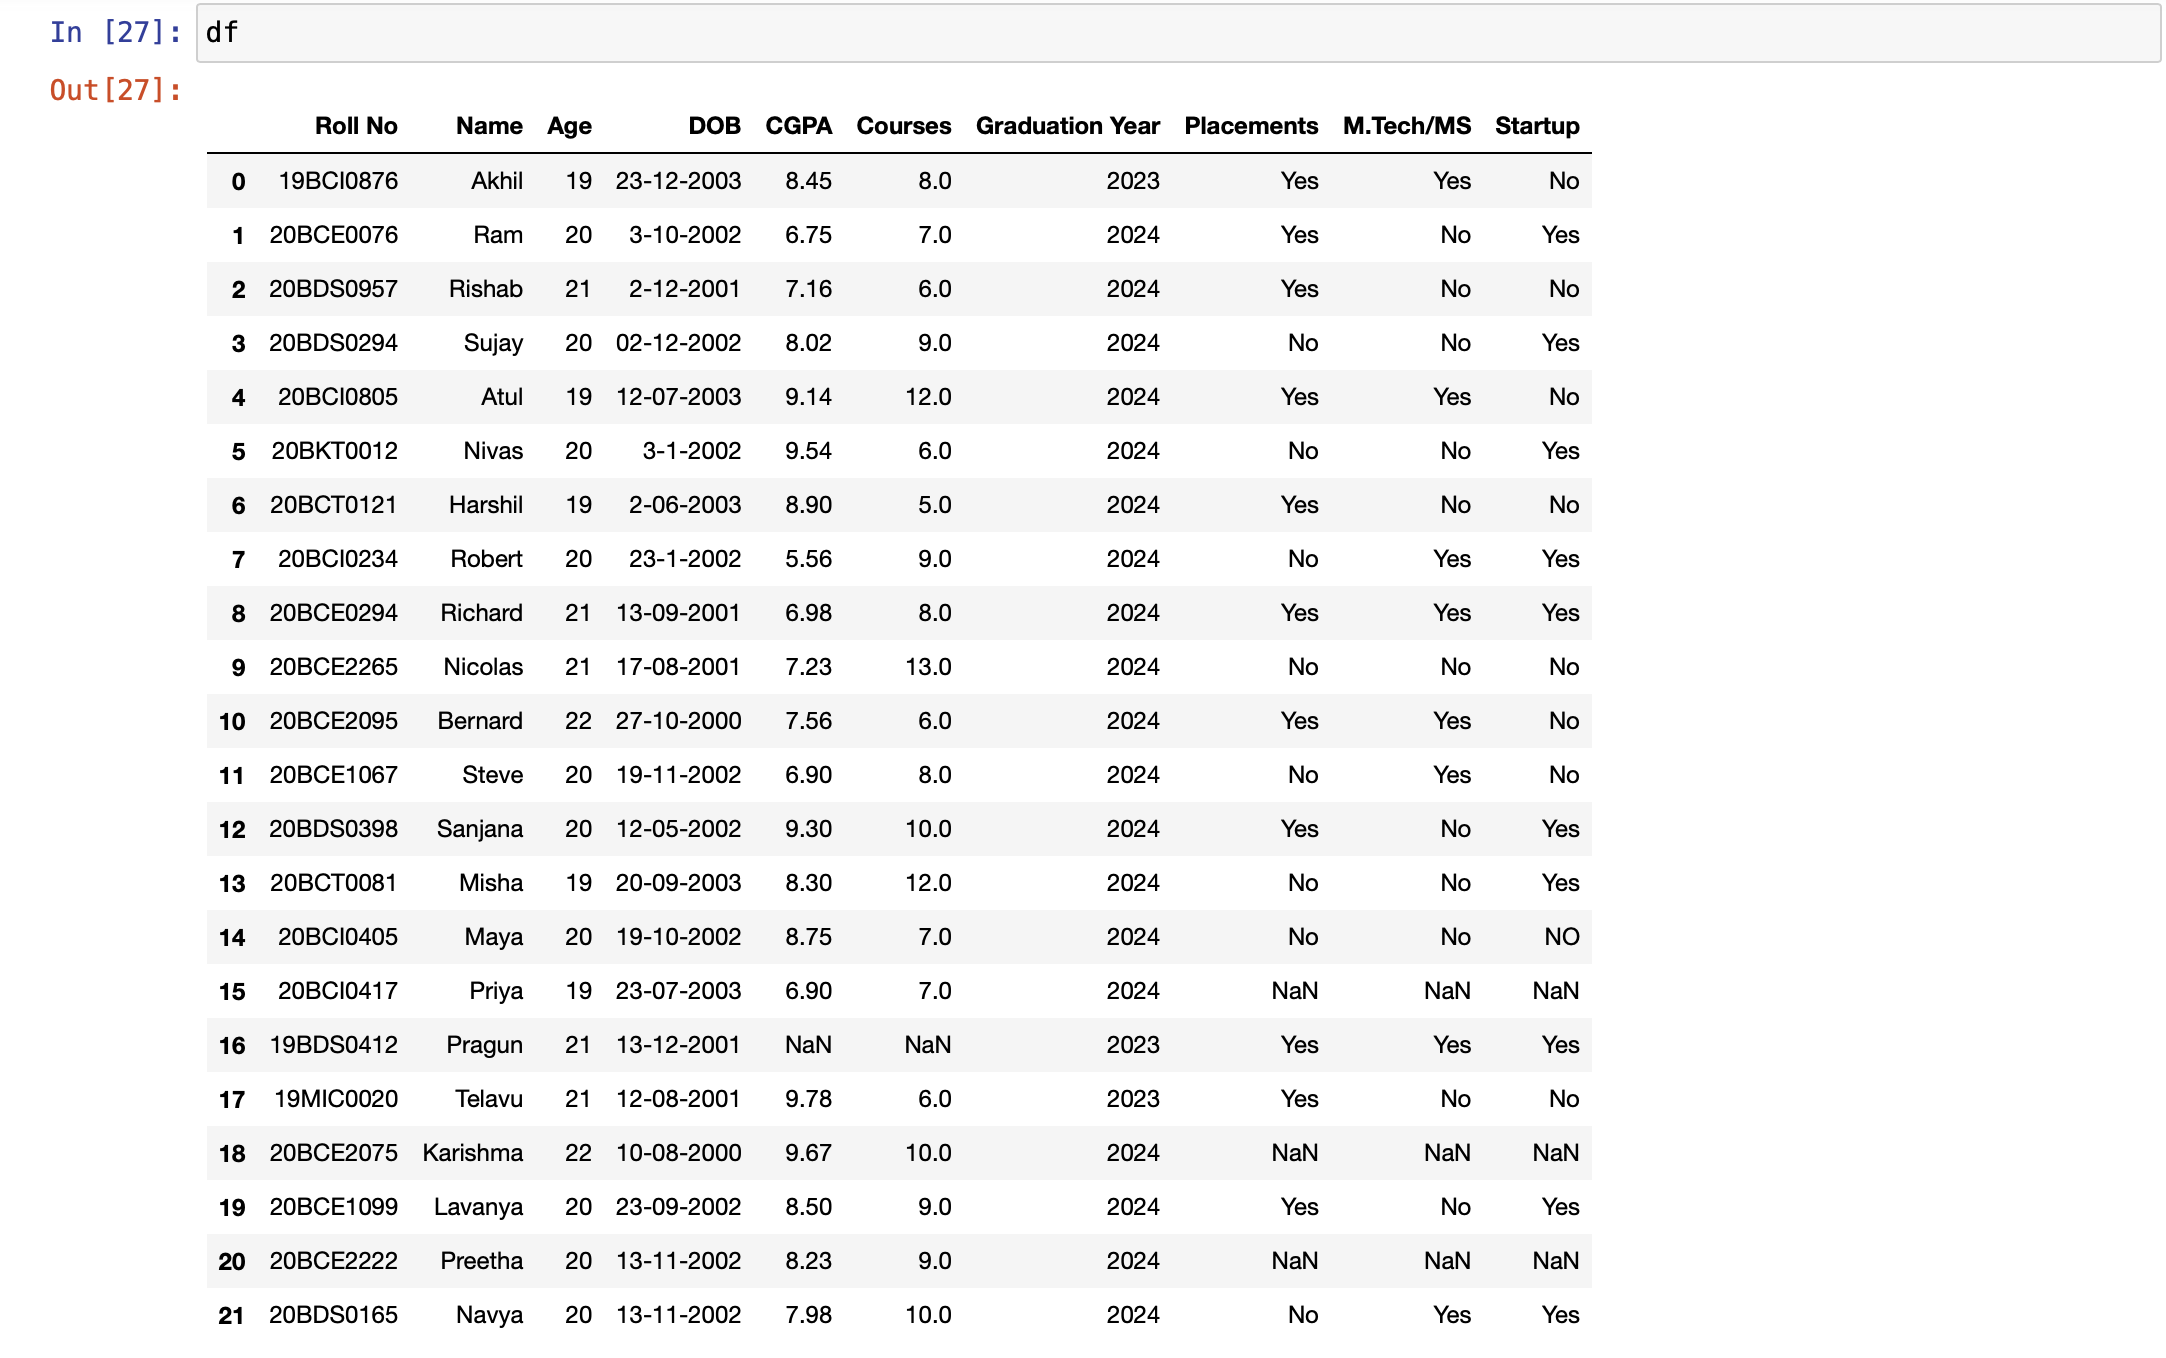 In [27]: df
Out[27]:
Roll No Name Age DOB CGPA Courses Graduation Year Placements M.Tech/MS Startup
0 19BCI0876 Akhil 19 23-12-2003 8.45 8.0 2023 Yes Yes No
1 20BCE0076 Ram 20 3-10-2002 6.75 7.0 2024 Yes No Yes
2 20BDS0957 Rishab 21 2-12-2001 7.16 6.0 2024 Yes No No
3 20BDS0294 Sujay 20 02-12-2002 8.02 9.0 2024 No No Yes
4 20BCI0805 Atul 19 12-07-2003 9.14 12.0 2024 Yes Yes No
5 20BKT0012 Nivas 20 3-1-2002 9.54 6.0 2024 No No Yes
6 20BCT0121 Harshil 19 2-06-2003 8.90 5.0 2024 Yes No No
7 20BCI0234 Robert 20 23-1-2002 5.56 9.0 2024 No Yes Yes
8 20BCE0294 Richard 21 13-09-2001 6.98 8.0 2024 Yes Yes Yes
9 20BCE2265 Nicolas 21 17-08-2001 7.23 13.0 2024 No No No
10 20BCE2095 Bernard 22 27-10-2000 7.56 6.0 2024 Yes Yes No
11 20BCE1067 Steve 20 19-11-2002 6.90 8.0 2024 No Yes No
12 20BDS0398 Sanjana 20 12-05-2002 9.30 10.0 2024 Yes No Yes
13 20BCT0081 Misha 19 20-09-2003 8.30 12.0 2024 No No Yes
14 20BCI0405 Maya 20 19-10-2002 8.75 7.0 2024 No No NO
15 20BCI0417 Priya 19 23-07-2003 6.90 7.0 2024 NaN NaN NaN
16 19BDS0412 Pragun 21 13-12-2001 NaN NaN 2023 Yes Yes Yes
17 19MIC0020 Telavu 21 12-08-2001 9.78 6.0 2023 Yes No No
18 20BCE2075 Karishma 22 10-08-2000 9.67 10.0 2024 NaN NaN NaN
19 20BCE1099 Lavanya 20 23-09-2002 8.50 9.0 2024 Yes No Yes
20 20BCE2222 Preetha 20 13-11-2002 8.23 9.0 2024 NaN NaN NaN
21 20BDS0165 Navya 20 13-11-2002 7.98 10.0 2024 No Yes Yes